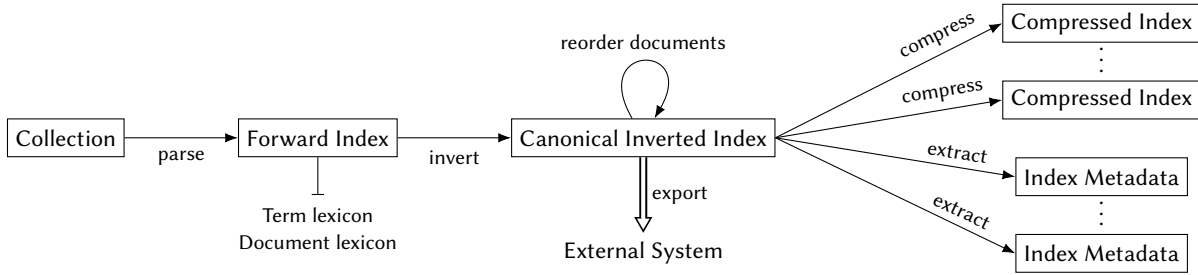 Collection
parse
Forward Index
Term lexicon
Document lexicon
invert
reorder documents
Canonical Inverted Index
export
External System
compress
Compressed Index
compress
Compressed Index
extract
Index Metadata
extract
Index Metadata